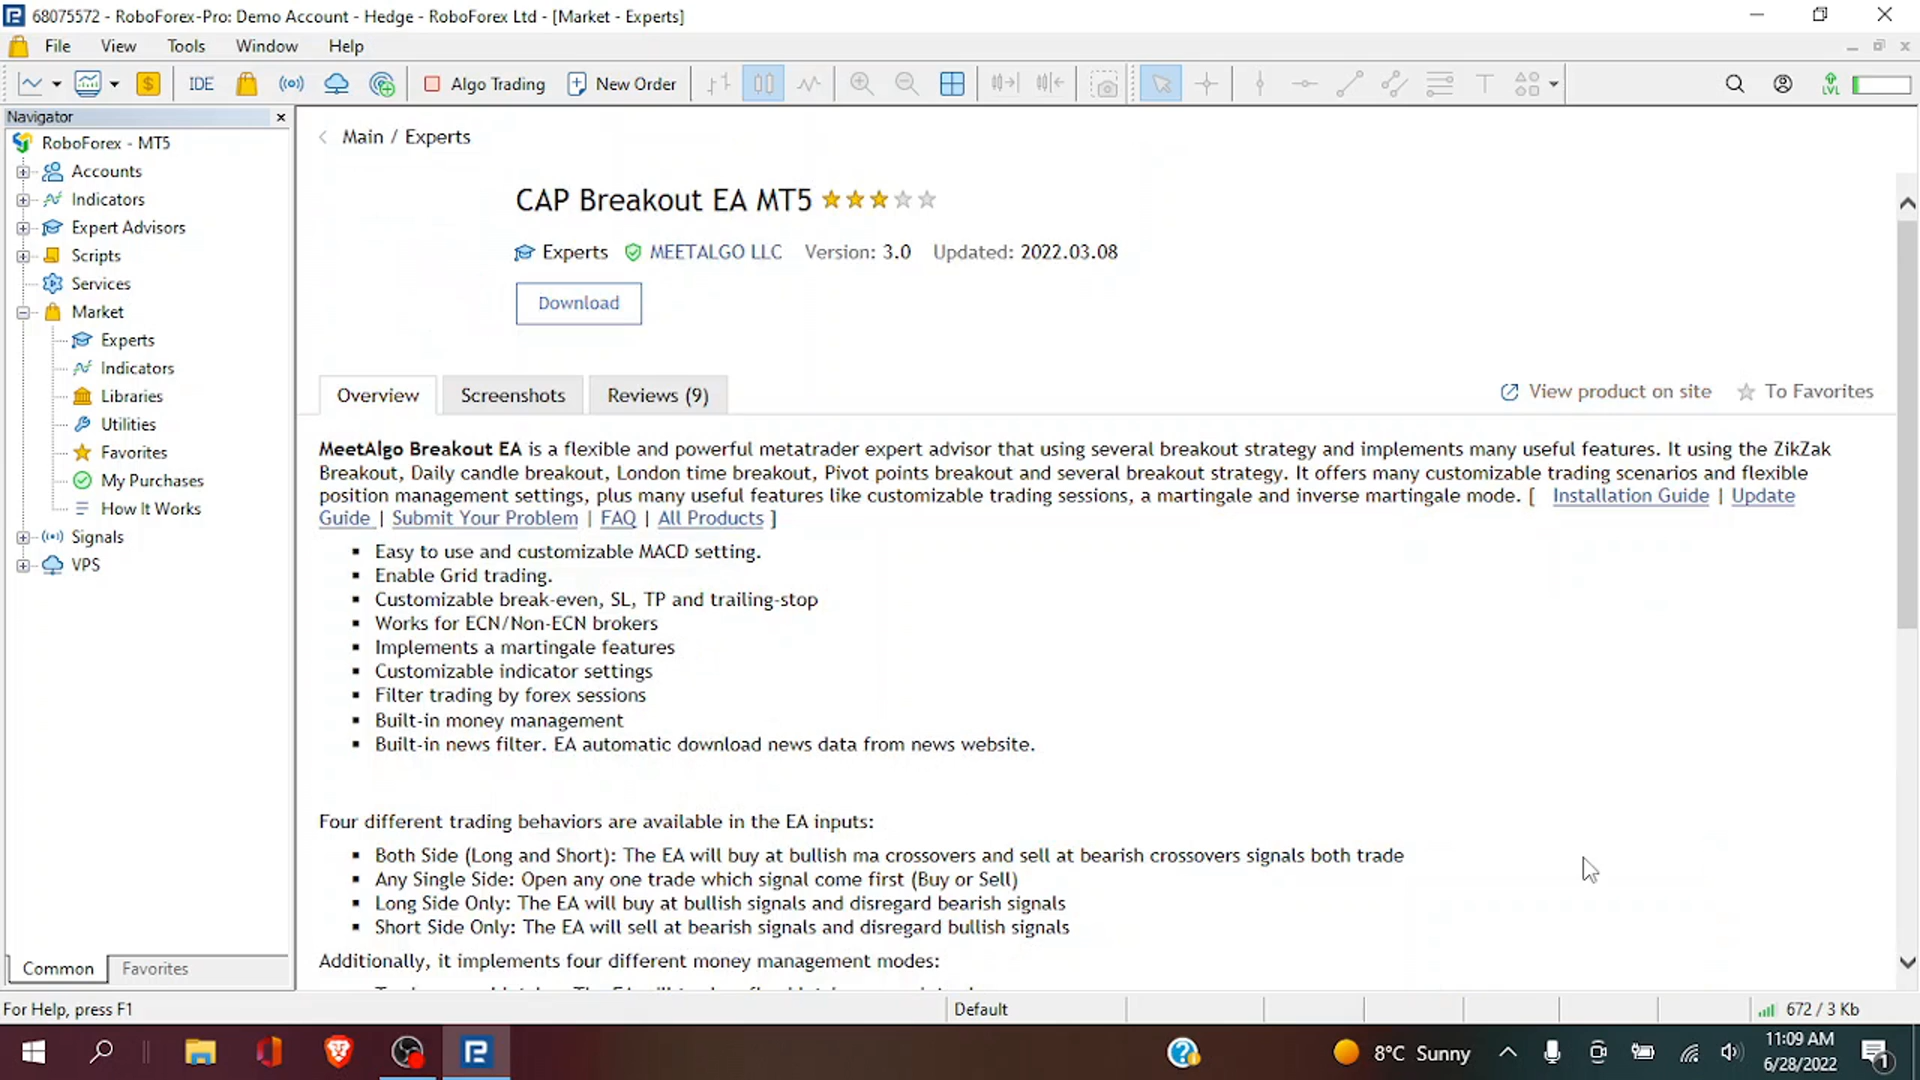 68075572 - RoboForex-Pro: Demo Account - Hedge - RoboForex Ltd - [Market - Experts]
File View Tools Window Help
IDE Algo Trading New Order
LVL
Navigator
RoboForex - MT5
Accounts
Indicators
Expert Advisors
Scripts
Services
Market
Experts
Indicators
Libraries
Utilities
Favorites
My Purchases
How It Works
Signals
VPS
Common Favorites
Main / Experts
CAP Breakout EA MT5
Experts MEETALGO LLC Version: 3.0 Updated: 2022.03.08
Download
Overview Screenshots Reviews (9) View product on site To Favorites
MeetAlgo Breakout EA is a flexible and powerful metatrader expert advisor that using several breakout strategy and implements many useful features. It using the ZikZak
Breakout, Daily candle breakout, London time breakout, Pivot points breakout and several breakout strategy. It offers many customizable trading scenarios and flexible
position management settings, plus many useful features like customizable trading sessions, a martingale and inverse martingale mode. [ Installation Guide | Update
Guide | Submit Your Problem | FAQ | All Products ]
▪ Easy to use and customizable MACD setting.
▪ Enable Grid trading.
▪ Customizable break-even, SL, TP and trailing-stop
▪ Works for ECN/Non-ECN brokers
▪ Implements a martingale features
▪ Customizable indicator settings
▪ Filter trading by forex sessions
▪ Built-in money management
▪ Built-in news filter. EA automatic download news data from news website.
Four different trading behaviors are available in the EA inputs:
▪ Both Side (Long and Short): The EA will buy at bullish ma crossovers and sell at bearish crossovers signals both trade
▪ Any Single Side: Open any one trade which signal come first (Buy or Sell)
▪ Long Side Only: The EA will buy at bullish signals and disregard bearish signals
▪ Short Side Only: The EA will sell at bearish signals and disregard bullish signals
Additionally, it implements four different money management modes:
For Help, press F1 Default 672 / 3 Kb
8°C Sunny 11:09 AM
6/28/2022
1